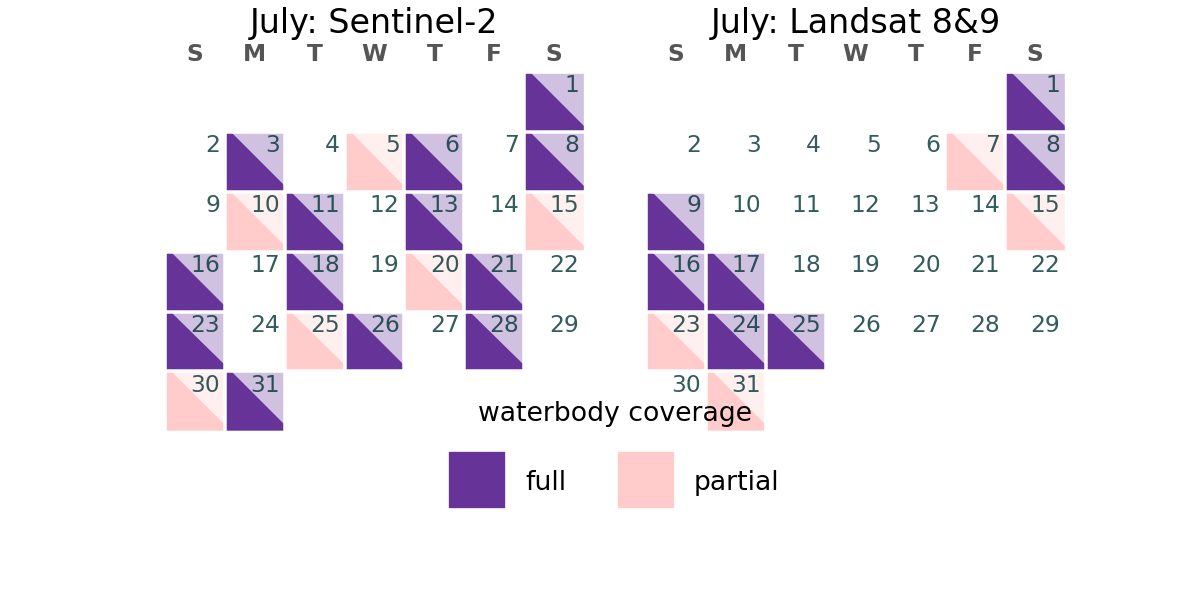 July: Sentinel-2
S M T W T F S
1
2 3 4 5 6 7 8
9 10 11 12 13 14 15
16 17 18 19 20 21 22
23 24 25 26 27 28 29
30 31
July: Landsat 8&9
S M T W T F S
1
2 3 4 5 6 7 8
9 10 11 12 13 14 15
16 17 18 19 20 21 22
23 24 25 26 27 28 29
30 31
waterbody coverage
full partial